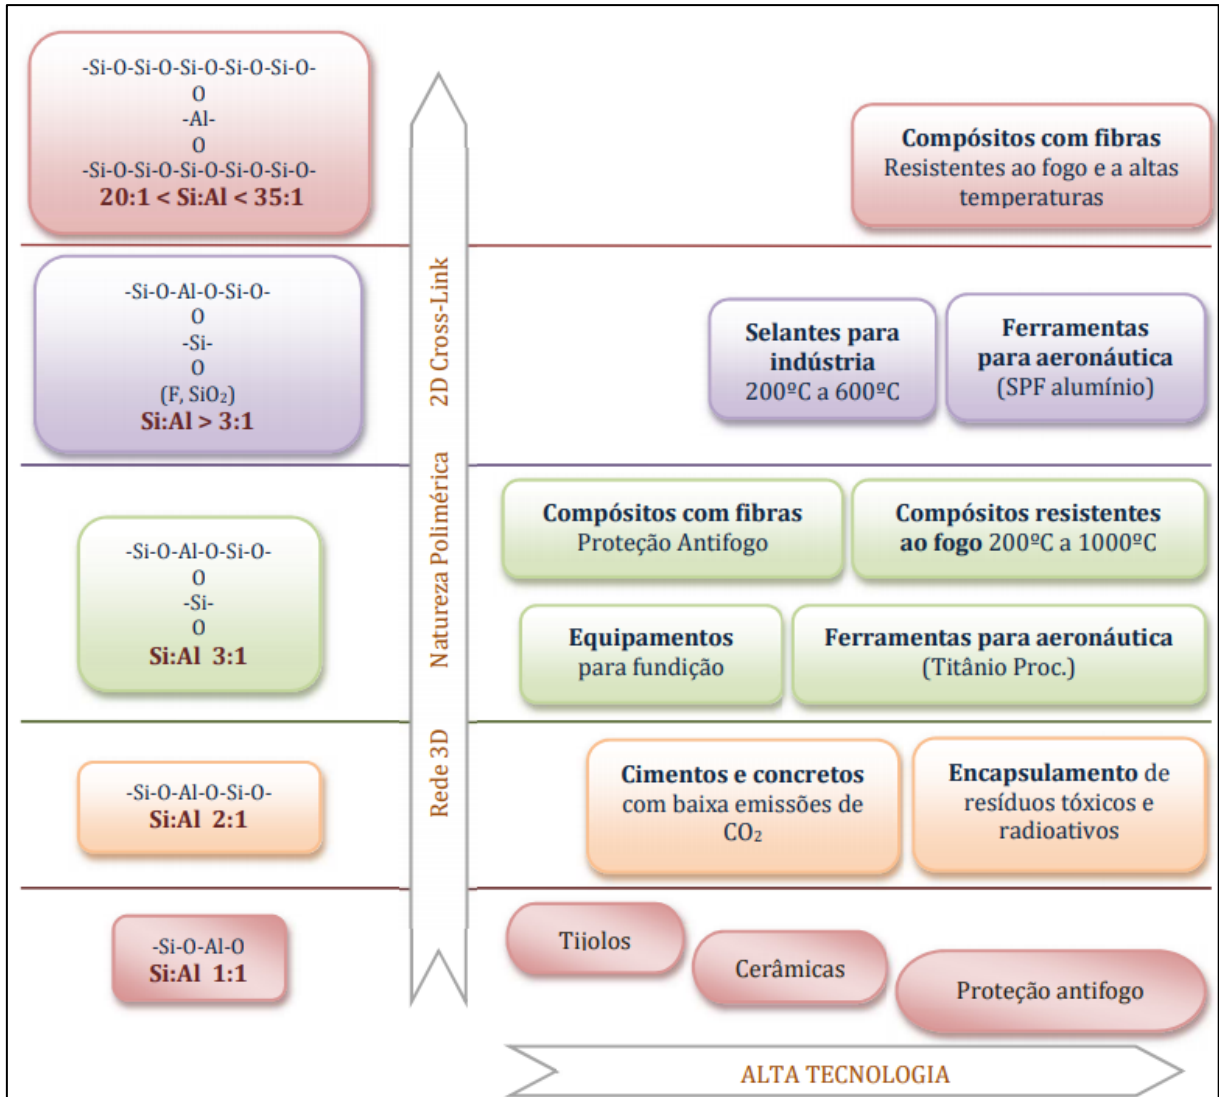 -Si-O-Si-O-Si-O-Si-O-Si-O-
O
-Al-
O
-Si-O-Si-O-Si-O-Si-O-Si-O-
20:1 < Si:Al < 35:1
Compósitos com fibras
Resistentes ao fogo e a altas
temperaturas
-Si-O-Al-O-Si-O-
O
-Si-
O
(F, SiO₂)
Si:Al > 3:1
2D Cross-Link
Selantes para
indústria
200ºC a 600ºC
Ferramentas
para aeronáutica
(SPF alumínio)
-Si-O-Al-O-Si-O-
O
-Si-
O
Si:Al 3:1
Natureza Polimérica
Compósitos com fibras
Proteção Antifogo
Compósitos resistentes
ao fogo 200ºC a 1000ºC
Equipamentos
para fundição
Ferramentas para aeronáutica
(Titânio Proc.)
-Si-O-Al-O-Si-O-
Si:Al 2:1
Rede 3D
Cimentos e concretos
com baixa emissões de
CO₂
Encapsulamento de
resíduos tóxicos e
radioativos
-Si-O-Al-O
Si:Al 1:1
Tijolos
Cerâmicas
Proteção antifogo
ALTA TECNOLOGIA